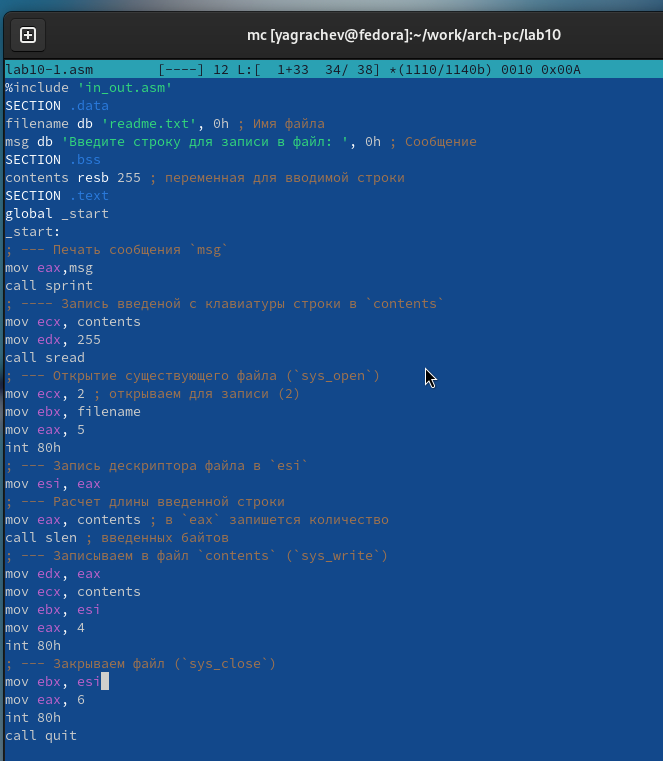 mc [yagrachev@fedora]:~/work/arch-pc/lab10
lab10-1.asm [----] 12 L:[ 1+33 34/ 38] *(1110/1140b) 0010 0x00A
%include 'in_out.asm'
SECTION .data
filename db 'readme.txt', 0h ; Имя файла
msg db 'Введите строку для записи в файл: ', 0h ; Сообщение
SECTION .bss
contents resb 255 ; переменная для вводимой строки
SECTION .text
global _start
_start:
; --- Печать сообщения `msg`
mov eax,msg
call sprint
; ---- Запись введеной с клавиатуры строки в `contents`
mov ecx, contents
mov edx, 255
call sread
; --- Открытие существующего файла (`sys_open`)
mov ecx, 2 ; открываем для записи (2)
mov ebx, filename
mov eax, 5
int 80h
; --- Запись дескриптора файла в `esi`
mov esi, eax
; --- Расчет длины введенной строки
mov eax, contents ; в `eax` запишется количество
call slen ; введенных байтов
; --- Записываем в файл `contents` (`sys_write`)
mov edx, eax
mov ecx, contents
mov ebx, esi
mov eax, 4
int 80h
; --- Закрываем файл (`sys_close`)
mov ebx, esi
mov eax, 6
int 80h
call quit